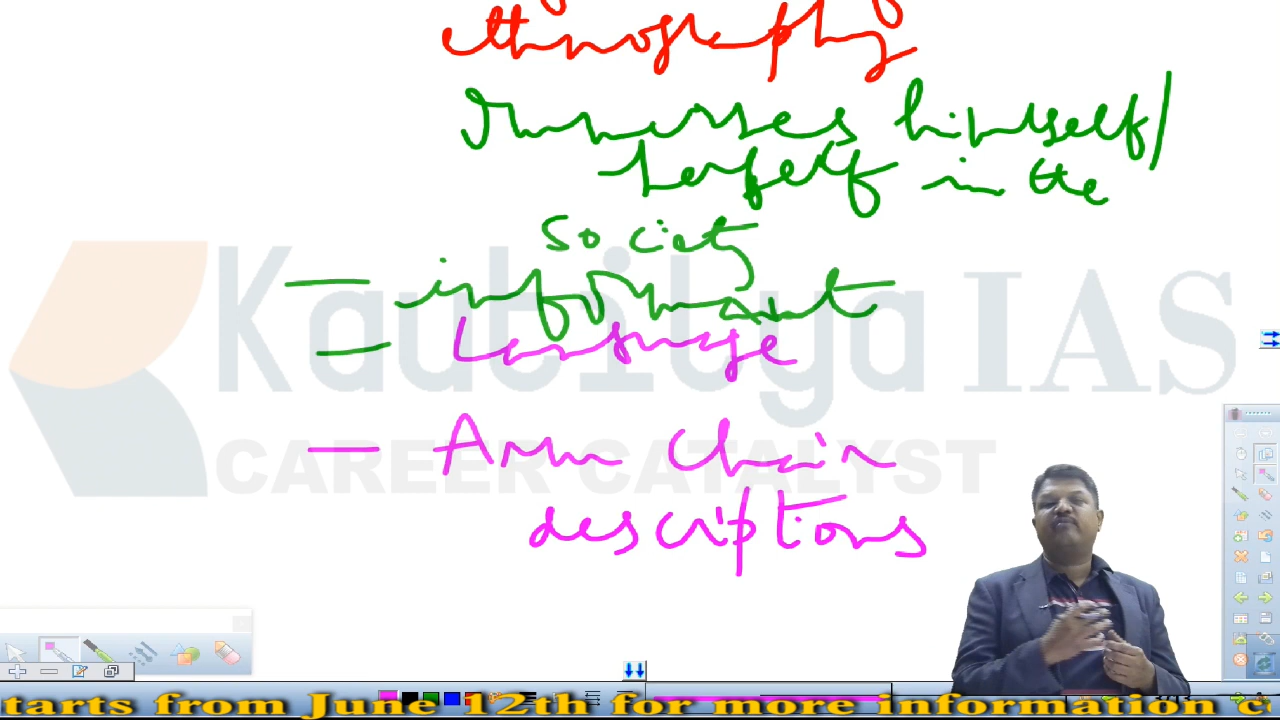 ethnography
Immerses himself/
herself in the
society
— informant
— Language
— Arm Chair
descriptions
Kautilya IAS
CAREER CATALYST
tarts from June 12th for more information c